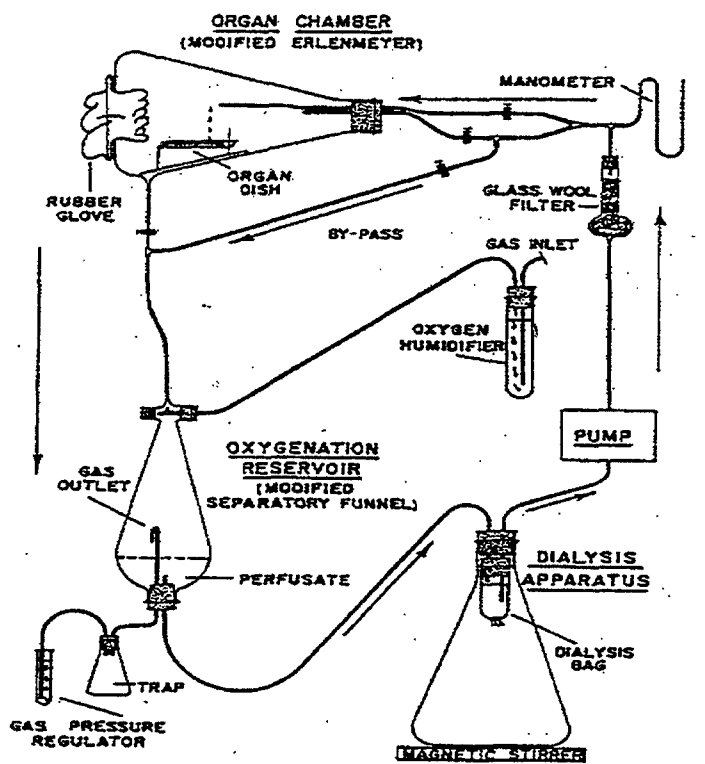 ORGAN CHAMBER
(MODIFIED ERLENMETER)
MANOMETER
ORGAN
DISH
RUBBER
GLOVE
GLASS WOOL
FILTER
BY-PASS
GAS INLET
OXYGEN
HUMIDIFIER
PUMP
OXYGENATION
RESERVOIR
(MODIFIED
SEPARATORY FUNNEL)
GAS
OUTLET
PERFUSATE
DIALYSIS
APPARATUS
DIALYSIS
BAG
TRAP
GAS PRESSURE
REGULATOR
MAGNETIC STIRRER